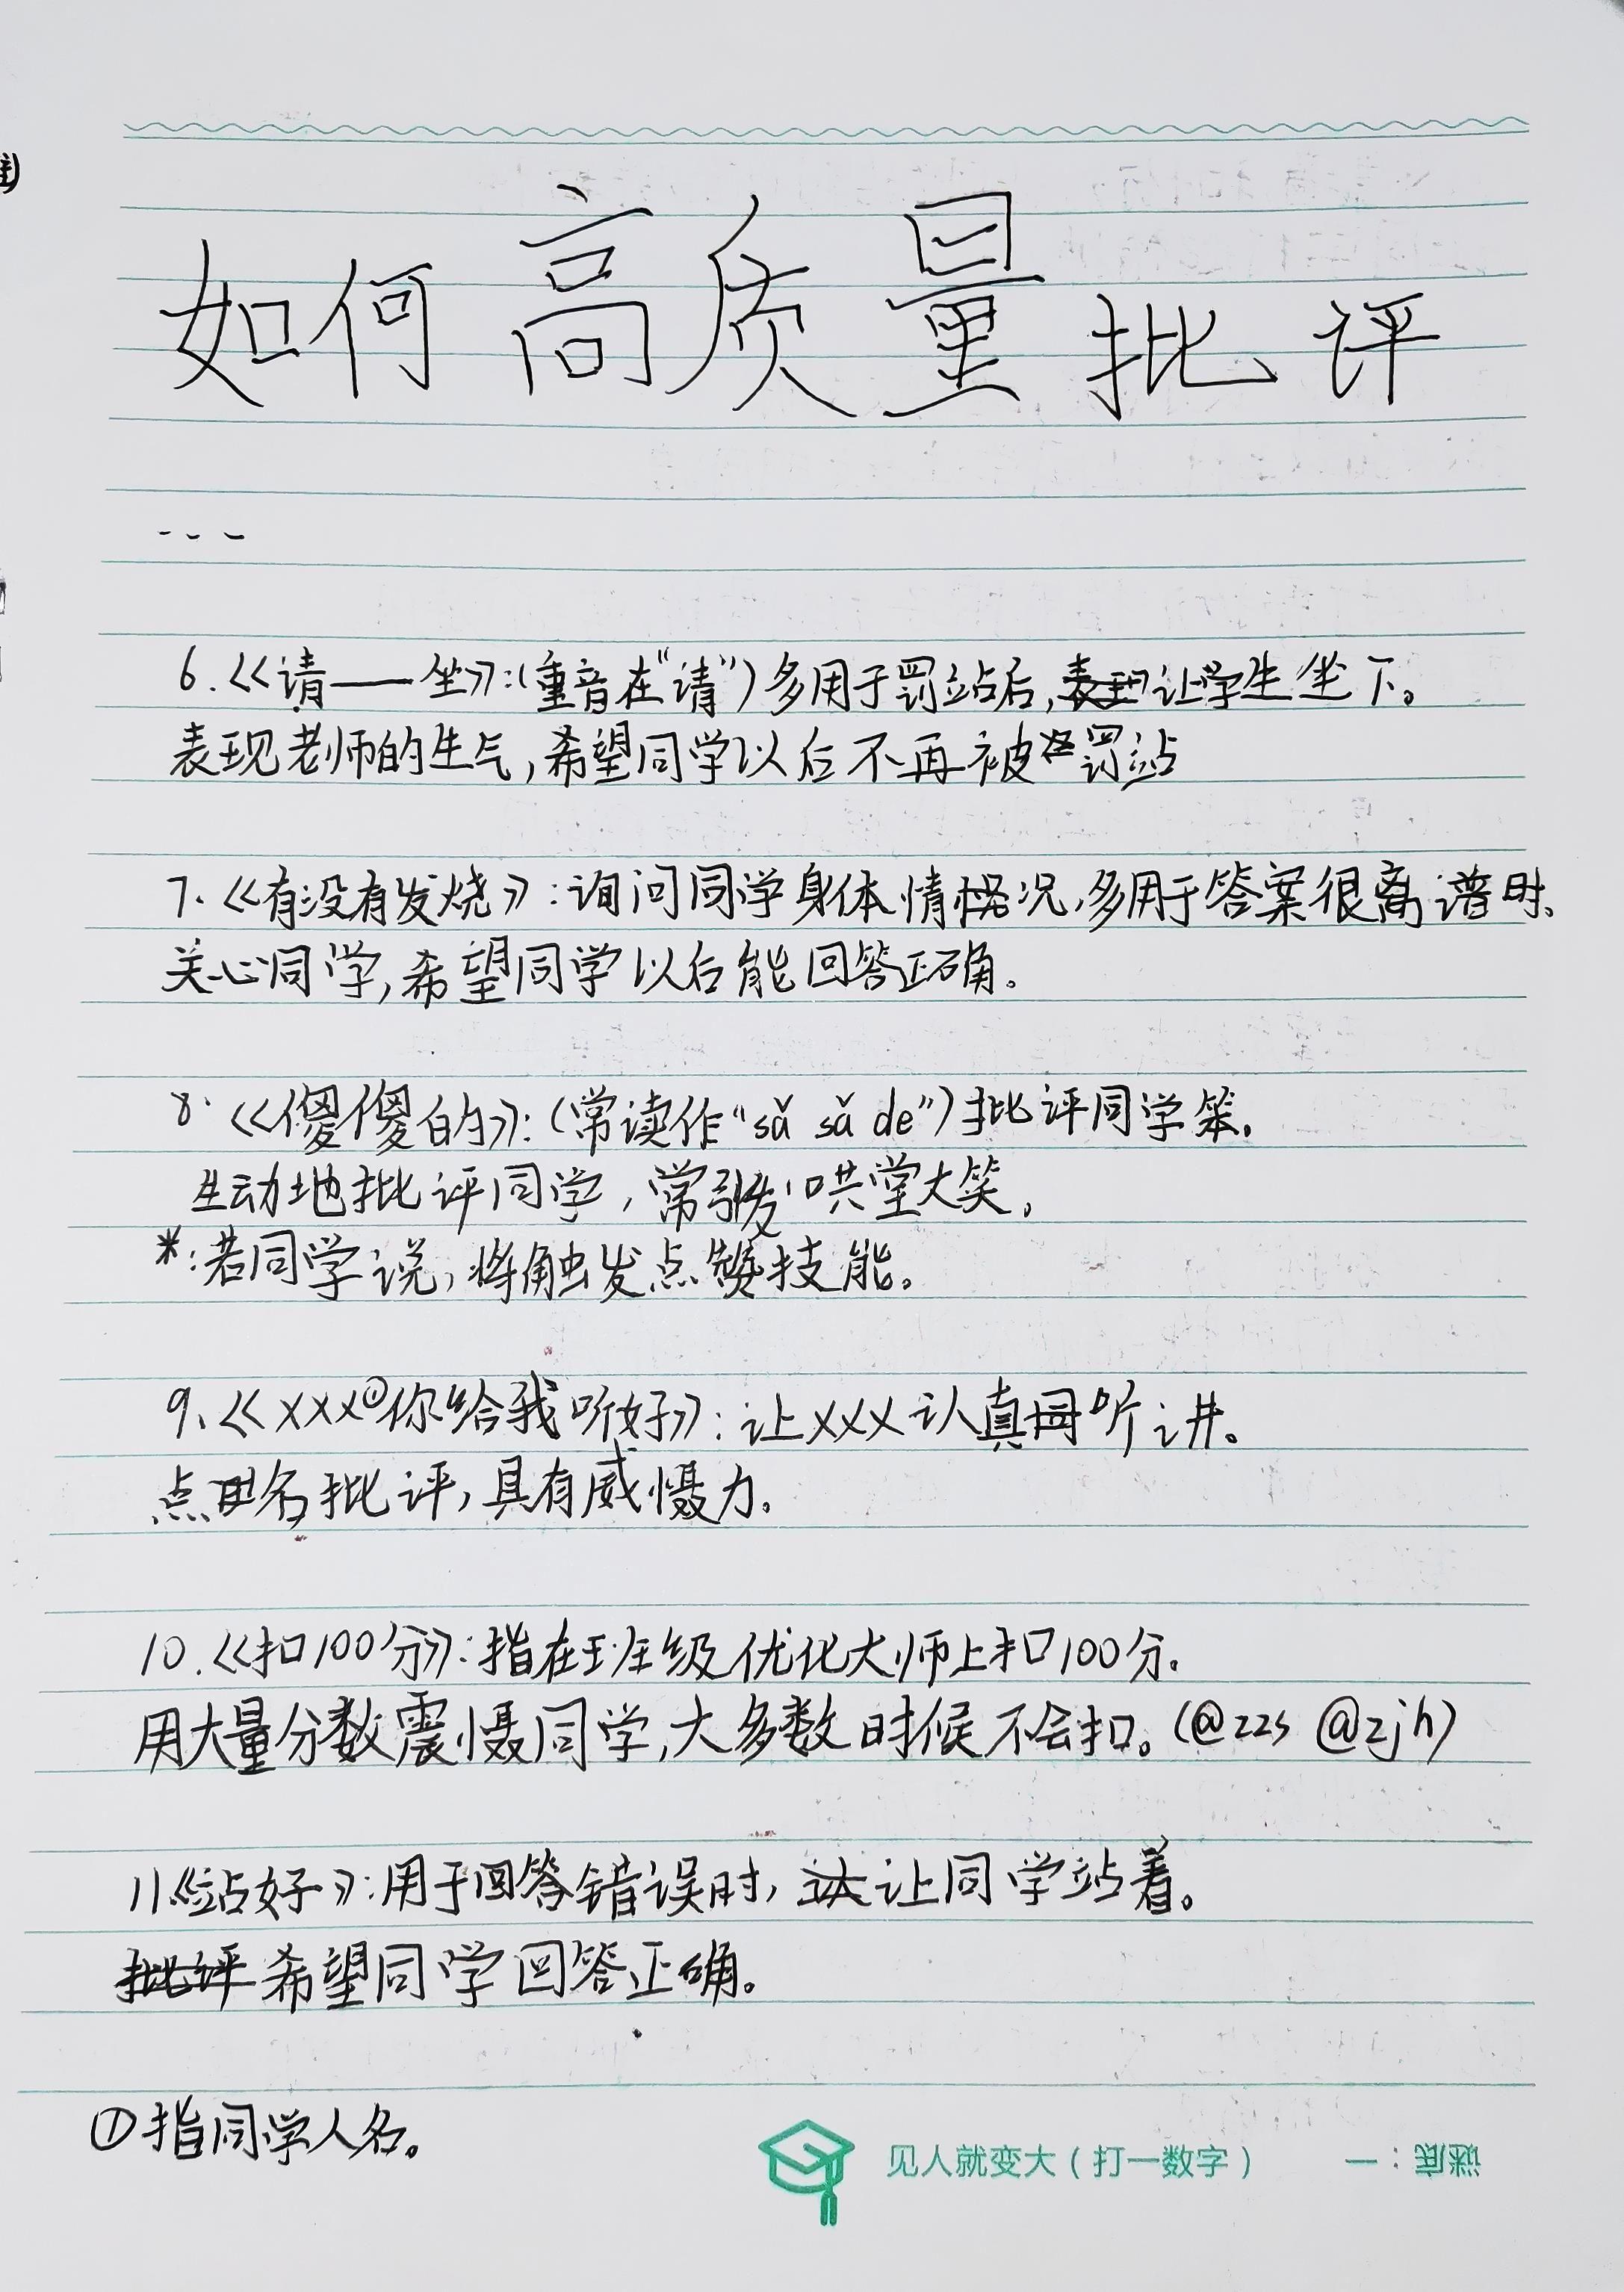 如何高质量批评
...
6.《请——坐》:(重音在“请”)多用于罚站后,让学生坐下。
表现老师的生气,希望同学以后不再被罚站
7.《有没有发烧》:询问同学身体情况,多用于答案很离谱时。
关心同学,希望同学以后能回答正确。
8.《傻傻的》:(常读作“sǎ sǎ de”)批评同学笨。
生动地批评同学,常引发哄堂大笑。
*:若同学说,将触发点赞技能。
9.《XXX①你给我听好》:让XXX认真听讲。
点名批评,具有威慑力。
10.《扣100分》:指在班级优化大师上扣100分。
用大量分数震慑同学,大多数时候不会扣。(@zzs @zjh)
11《站好》:用于回答错误时,让同学站着。
希望同学回答正确。
①指同学人名。
见人就变大(打一数字) 谜底:一